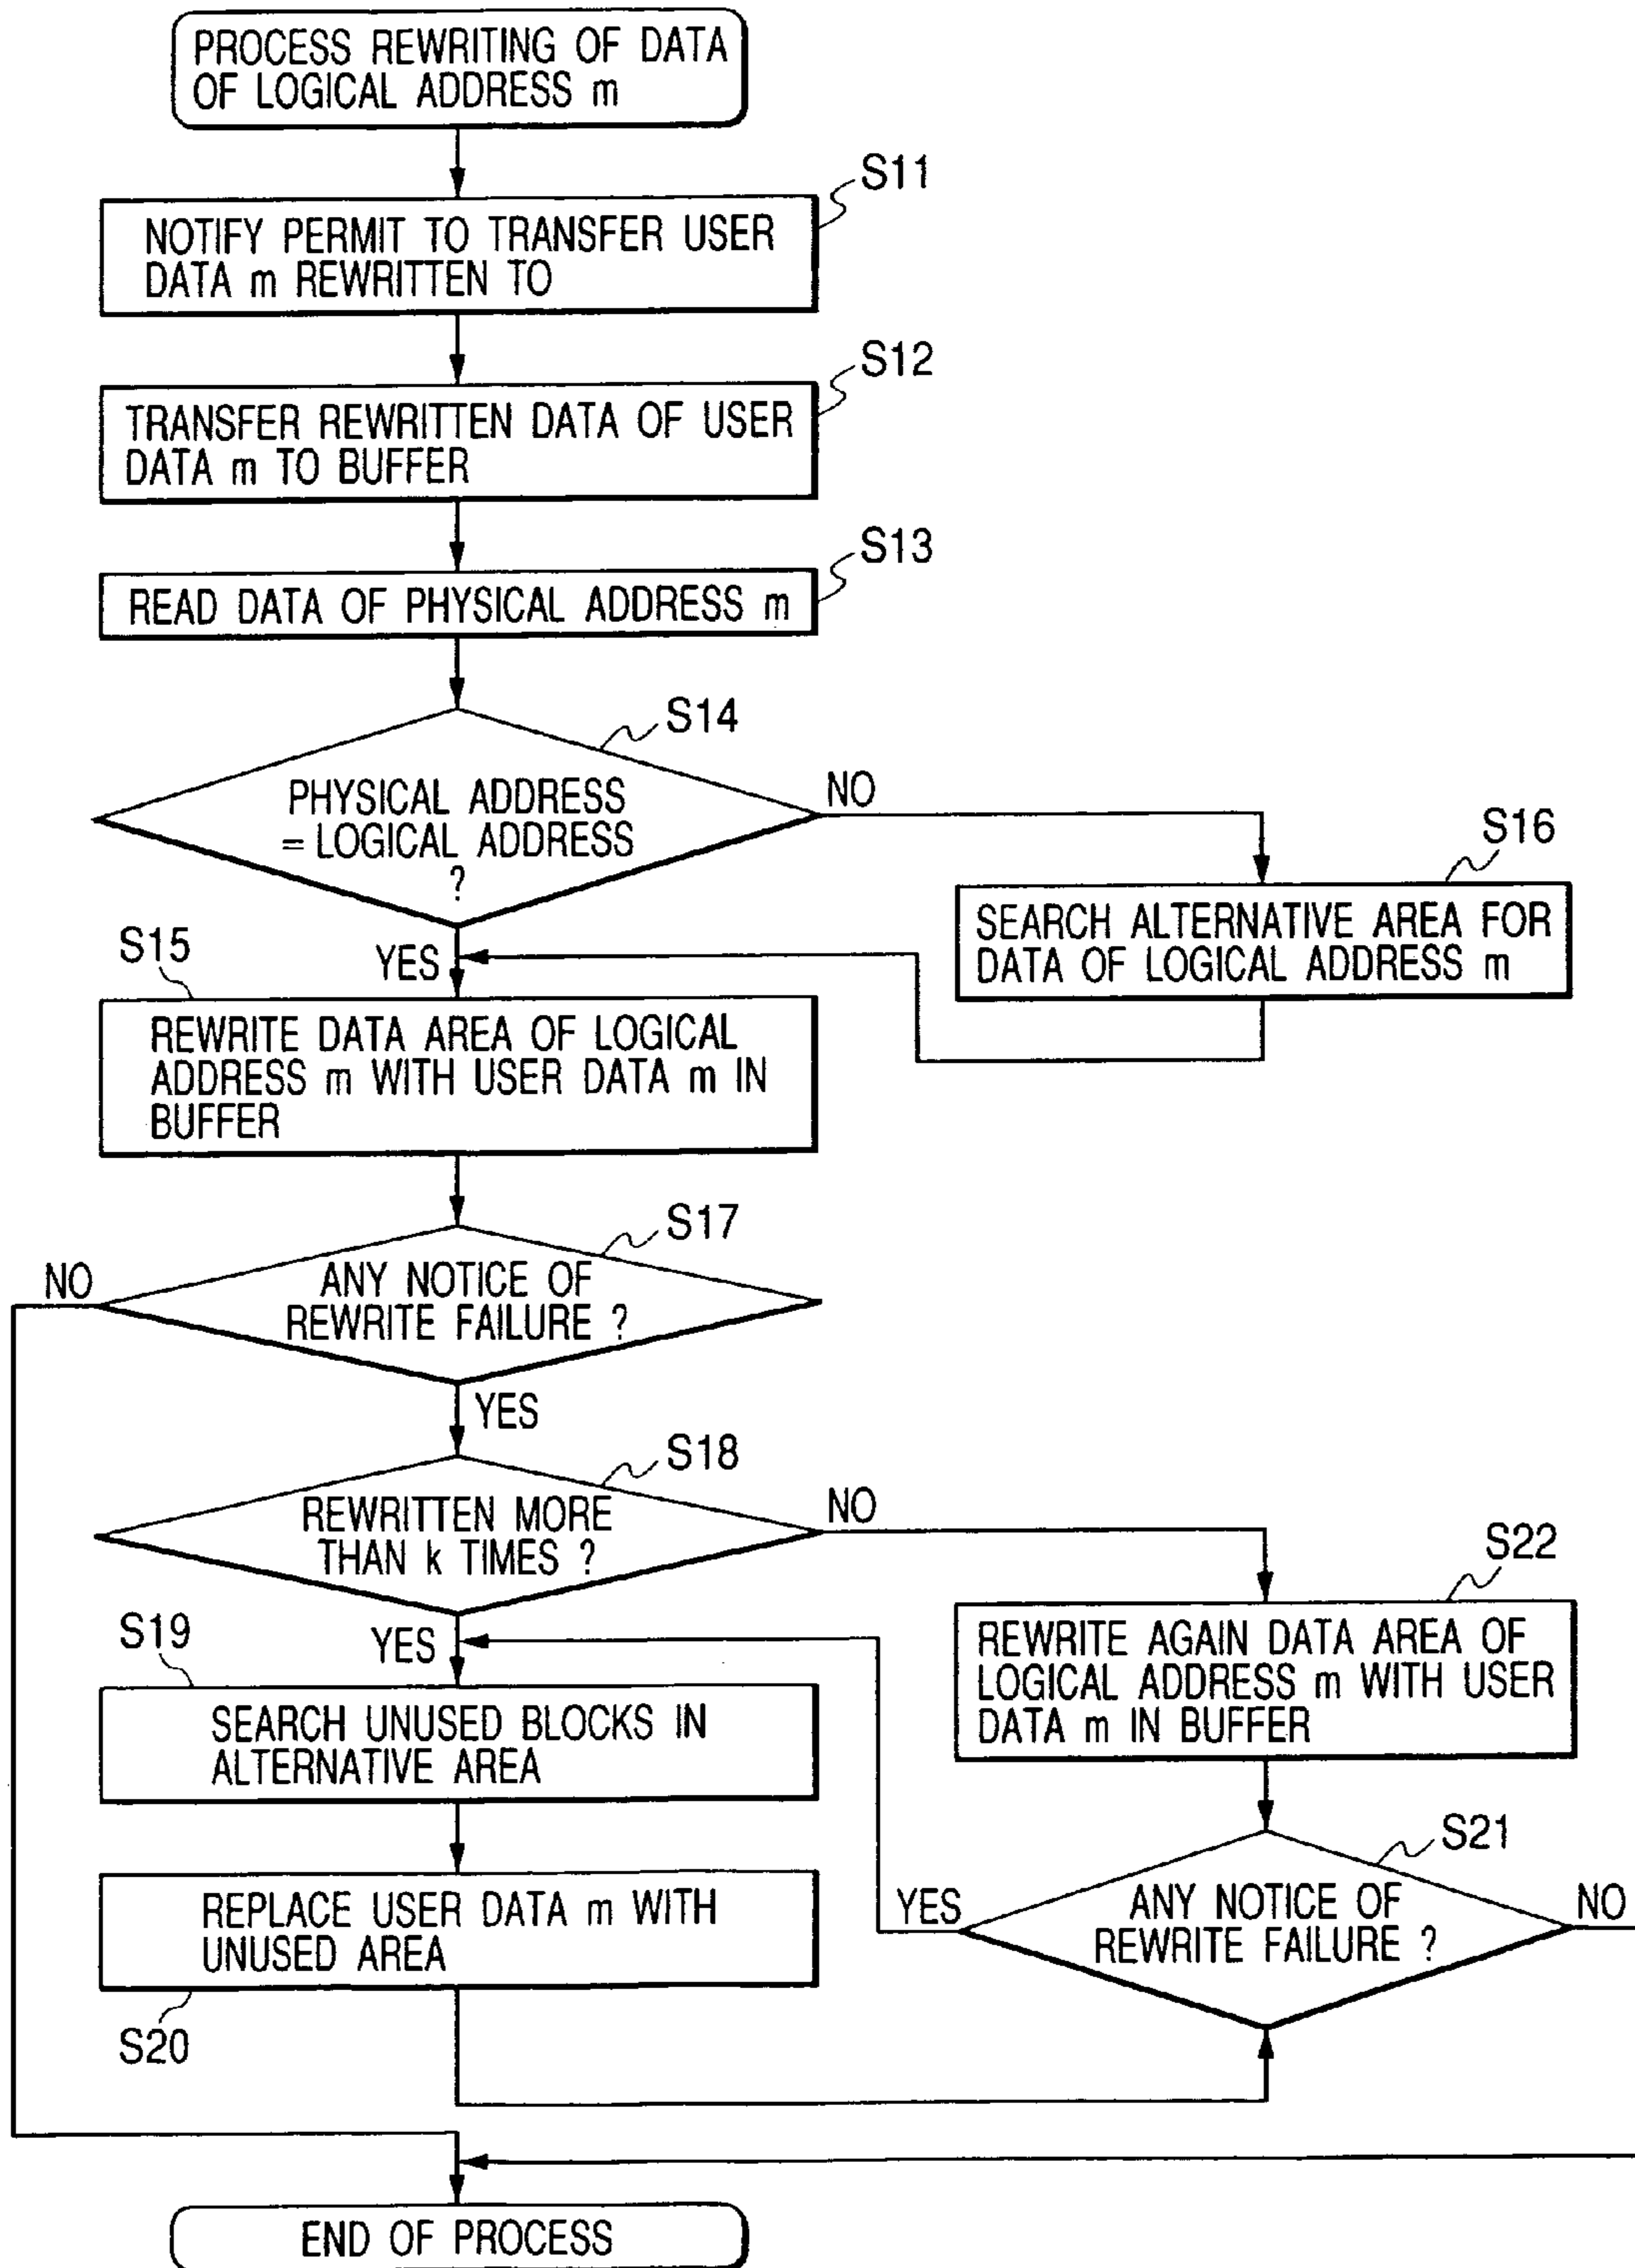 PROCESS REWRITING OF DATA
OF LOGICAL ADDRESS m
S11
NOTIFY PERMIT TO TRANSFER USER
DATA m REWRITTEN TO
S12
TRANSFER REWRITTEN DATA OF USER
DATA m TO BUFFER
S13
READ DATA OF PHYSICAL ADDRESS m
S14
PHYSICAL ADDRESS
= LOGICAL ADDRESS
?
NO
S16
SEARCH ALTERNATIVE AREA FOR
DATA OF LOGICAL ADDRESS m
YES
S15
REWRITE DATA AREA OF LOGICAL
ADDRESS m WITH USER DATA m IN
BUFFER
S17
ANY NOTICE OF
REWRITE FAILURE ?
NO
YES
S18
REWRITTEN MORE
THAN k TIMES ?
NO
S22
REWRITE AGAIN DATA AREA OF
LOGICAL ADDRESS m WITH USER
DATA m IN BUFFER
YES
S19
SEARCH UNUSED BLOCKS IN
ALTERNATIVE AREA
S21
ANY NOTICE OF
REWRITE FAILURE ?
YES
NO
REPLACE USER DATA m WITH
UNUSED AREA
S20
END OF PROCESS